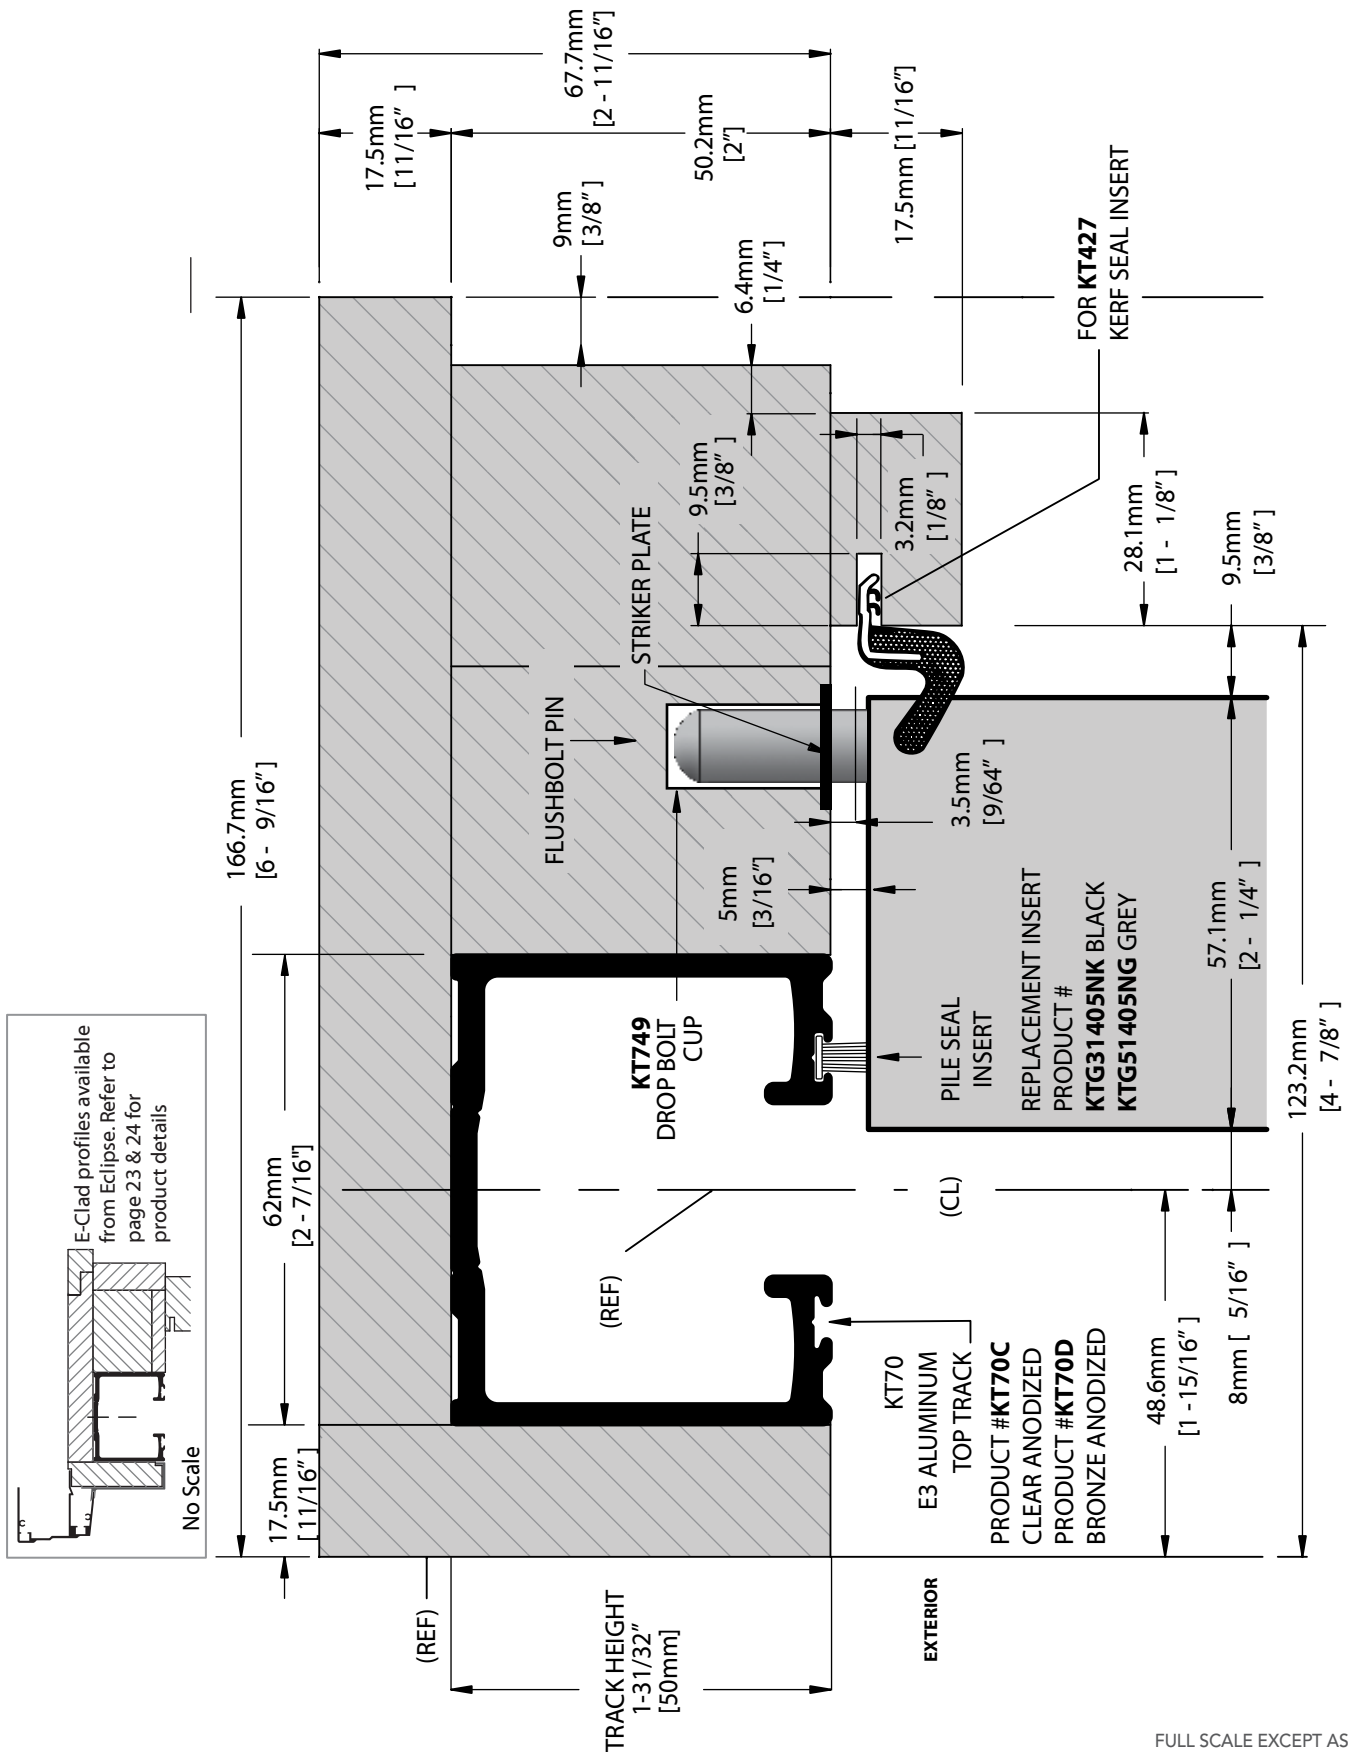 E-Clad profiles available
from Eclipse. Refer to
page 23 & 24 for
product details
No Scale
166.7mm
[6 - 9/16" ]
17.5mm
[ 11/16" ]
62mm
[2 - 7/16"]
17.5mm
[ 11/16" ]
67.7mm
[2 - 11/16"]
50.2mm
[2"]
17.5mm [11/16"]
9mm
[3/8" ]
6.4mm
[1/4" ]
9.5mm
[3/8" ]
3.2mm
[1/8" ]
FOR KT427
KERF SEAL INSERT
STRIKER PLATE
FLUSHBOLT PIN
28.1mm
[1 - 1/8" ]
9.5mm
[3/8" ]
3.5mm
[9/64" ]
5mm
[3/16"]
KT749
DROP BOLT
CUP
PILE SEAL
INSERT
REPLACEMENT INSERT
PRODUCT #
KTG31405NK BLACK
KTG51405NG GREY
57.1mm
[2 - 1/4" ]
123.2mm
[4- 7/8" ]
(REF)
(CL)
KT70
E3 ALUMINUM
TOP TRACK
PRODUCT #KT70C
CLEAR ANODIZED
PRODUCT #KT70D
BRONZE ANODIZED
48.6mm
[1 -15/16" ]
8mm [ 5/16" ]
(REF)
TRACK HEIGHT
1-31/32"
[50mm]
EXTERIOR
FULL SCALE EXCEPT AS